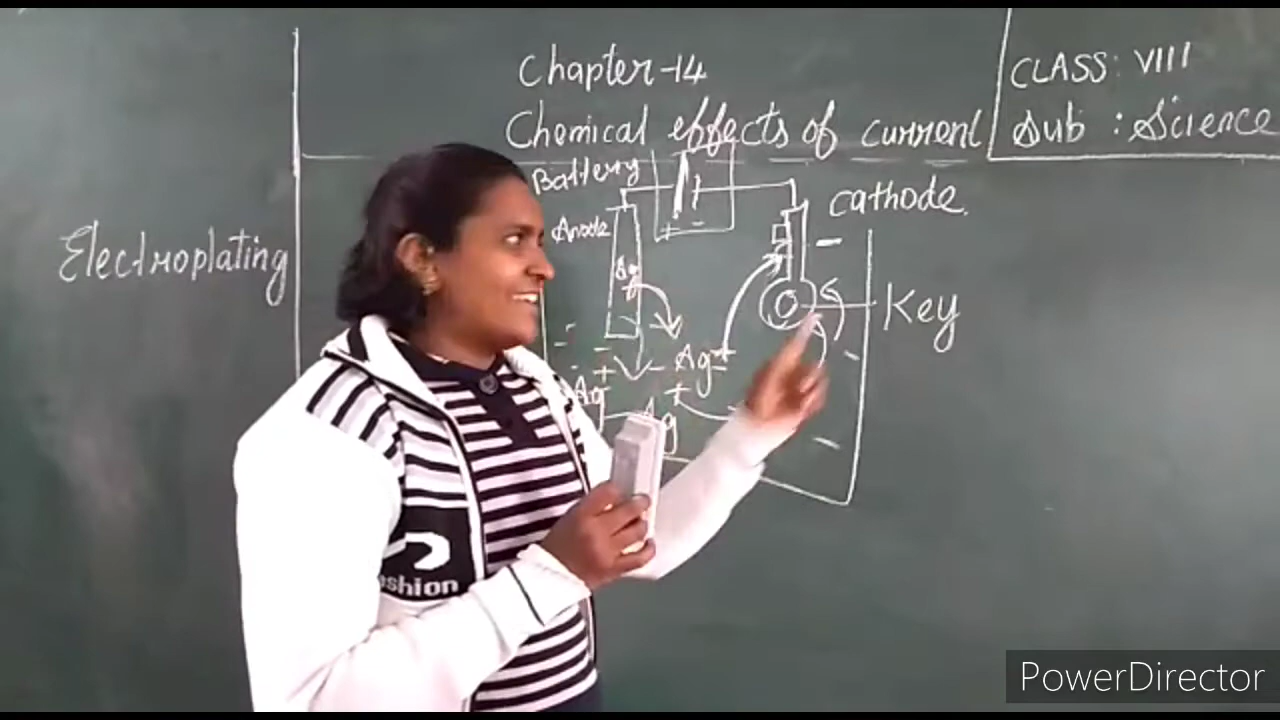 Chapter-14
Chemical effects of current
CLASS: VIII
Sub : Science
Electroplating
Battery
+ -
Anode
cathode.
-
Ag
+
Key
Ag+
+
Ag
+
Ag
ashion
PowerDirector